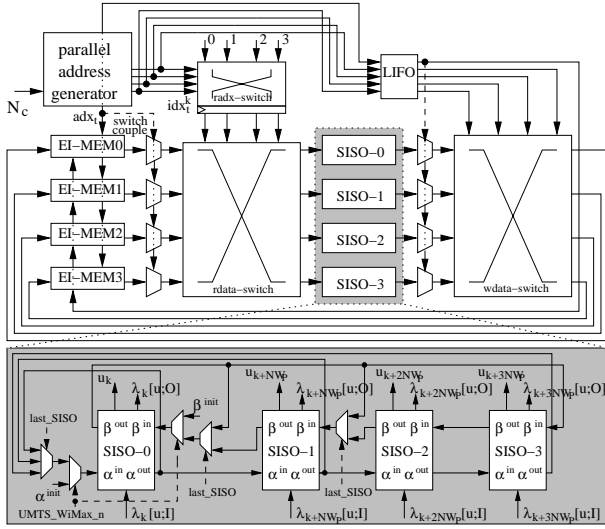 parallel
address
generator
N_c
adx_t
0 1 2 3
radx-switch
idx_t^k
LIFO
switch
couple
EI-MEM0
EI-MEM1
EI-MEM2
EI-MEM3
rdata-switch
SISO-0
SISO-1
SISO-2
SISO-3
wdata-switch
u_k
λ_k[u;O]
u_{k+NW_P}
λ_{k+NW_P}[u;O]
u_{k+2NW_P}
λ_{k+2NW_P}[u;O]
u_{k+3NW_P}
λ_{k+3NW_P}[u;O]
last_SISO
α^init
UMTS_WiMax_n
β^out β^in
SISO-0
α^in α^out
β^init
last_SISO
β^out β^in
SISO-1
α^in α^out
last_SISO
β^out β^in
SISO-2
α^in α^out
β^out β^in
SISO-3
α^in α^out
λ_k[u;I]
λ_{k+NW_P}[u;I]
λ_{k+2NW_P}[u;I]
λ_{k+3NW_P}[u;I]